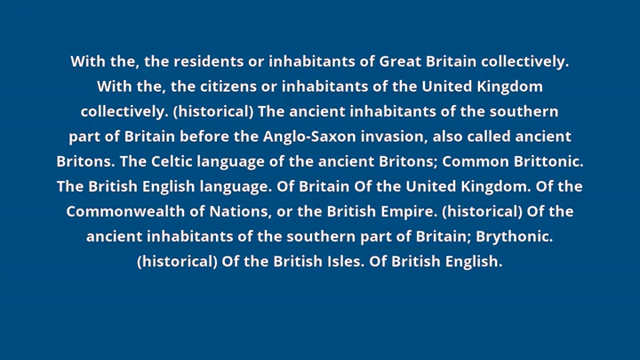 With the, the residents or inhabitants of Great Britain collectively.
With the, the citizens or inhabitants of the United Kingdom
collectively. (historical) The ancient inhabitants of the southern
part of Britain before the Anglo-Saxon invasion, also called ancient
Britons. The Celtic language of the ancient Britons; Common Brittonic.
The British English language. Of Britain Of the United Kingdom. Of the
Commonwealth of Nations, or the British Empire. (historical) Of the
ancient inhabitants of the southern part of Britain; Brythonic.
(historical) Of the British Isles. Of British English.